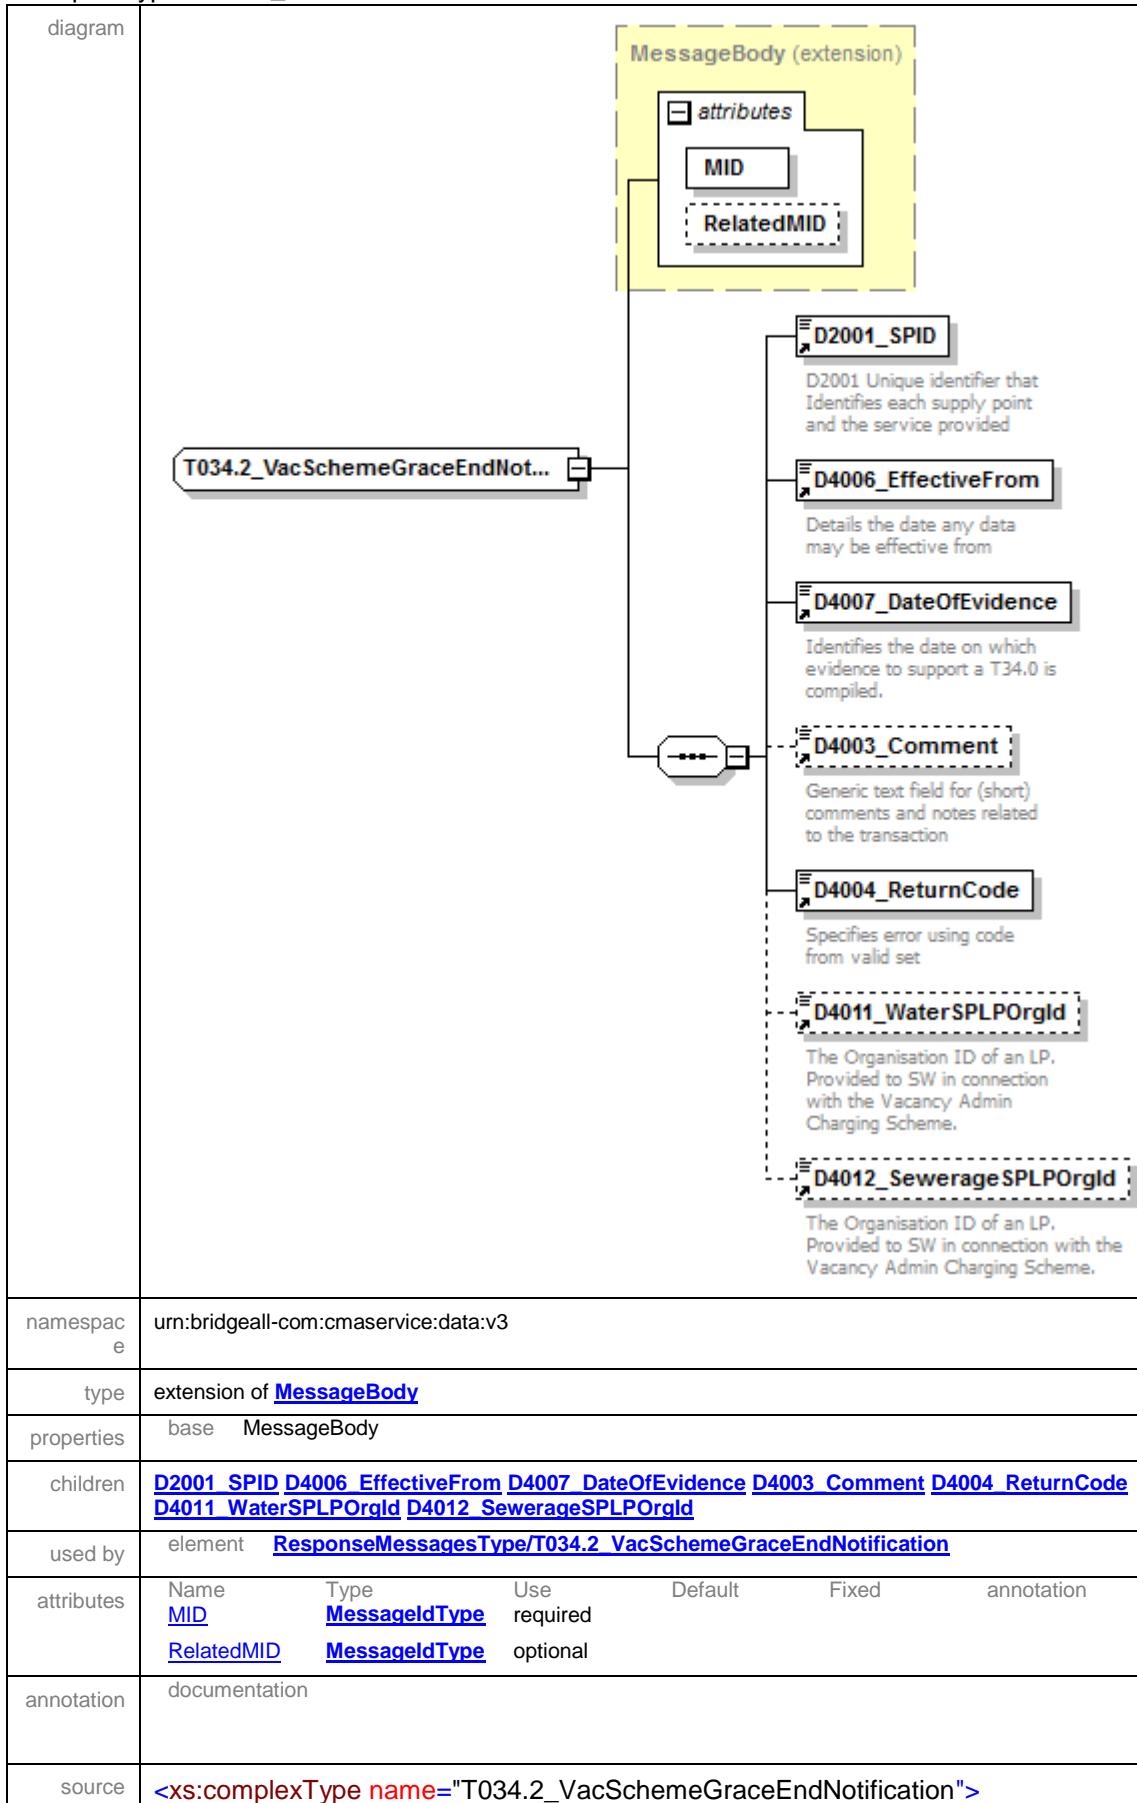 diagram
MessageBody (extension)
attributes
MID
RelatedMID
D2001_SPID
D2001 Unique identifier that
Identifies each supply point
and the service provided
T034.2_VacSchemeGraceEndNot...
D4006_EffectiveFrom
Details the date any data
may be effective from
D4007_DateOfEvidence
Identifies the date on which
evidence to support a T34.0 is
compiled.
D4003_Comment
Generic text field for (short)
comments and notes related
to the transaction
D4004_ReturnCode
Specifies error using code
from valid set
D4011_WaterSPLPOrgId
The Organisation ID of an LP.
Provided to SW in connection
with the Vacancy Admin
Charging Scheme.
D4012_SewerageSPLPOrgId
The Organisation ID of an LP.
Provided to SW in connection with the
Vacancy Admin Charging Scheme.
namespac
e
urn:bridgeall-com:cmaservice:data:v3
type extension of MessageBody
properties base MessageBody
children D2001_SPID D4006_EffectiveFrom D4007_DateOfEvidence D4003_Comment D4004_ReturnCode
D4011_WaterSPLPOrgId D4012_SewerageSPLPOrgId
used by element ResponseMessagesType/T034.2_VacSchemeGraceEndNotification
attributes Name Type Use Default Fixed annotation
MID MessageIdType required
RelatedMID MessageIdType optional
annotation documentation
source <xs:complexType name="T034.2_VacSchemeGraceEndNotification">